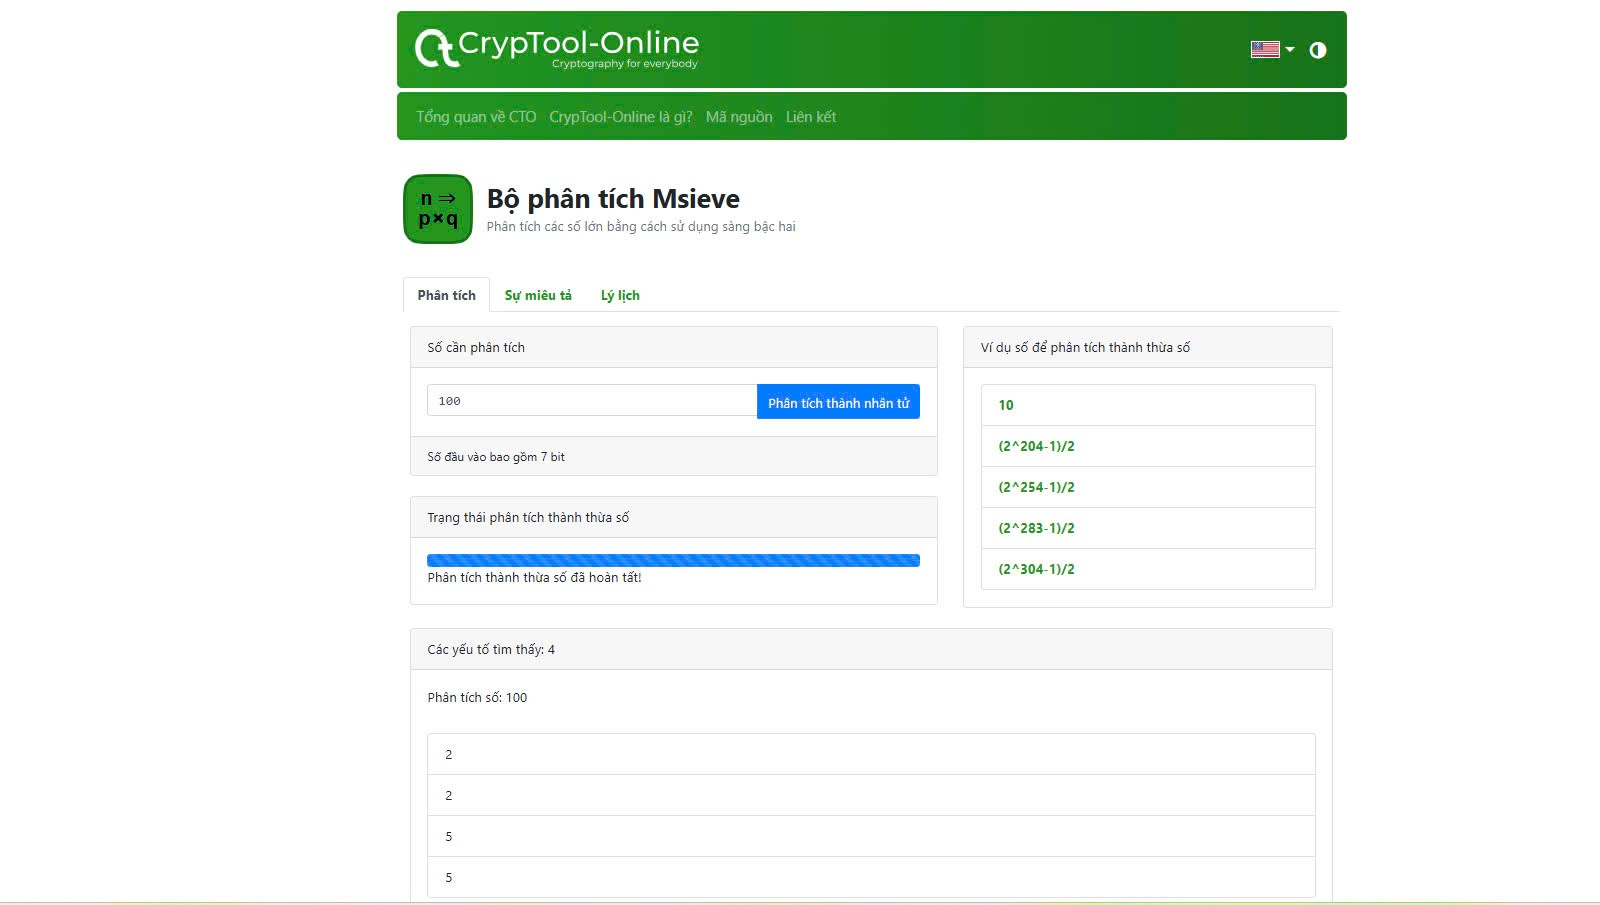 CrypTool-Online
Cryptography for everybody
Tổng quan về CTO CrypTool-Online là gì? Mã nguồn Liên kết
n ⇒
p×q
Bộ phân tích Msieve
Phân tích các số lớn bằng cách sử dụng sàng bậc hai
Phân tích Sự miêu tả Lý lịch
Số cần phân tích
100 Phân tích thành nhân tử
Số đầu vào bao gồm 7 bit
Trạng thái phân tích thành thừa số
Phân tích thành thừa số đã hoàn tất!
Ví dụ số để phân tích thành thừa số
10
(2^204-1)/2
(2^254-1)/2
(2^283-1)/2
(2^304-1)/2
Các yếu tố tìm thấy: 4
Phân tích số: 100
2
2
5
5